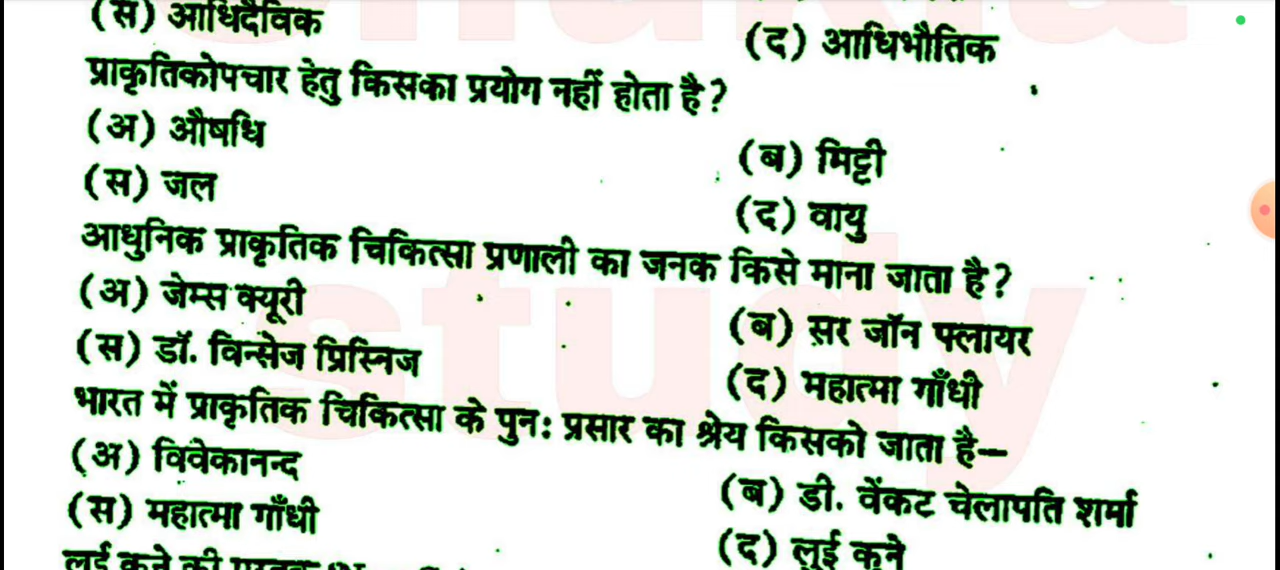 (स) आधिदैविक
(द) आधिभौतिक
प्राकृतिकोपचार हेतु किसका प्रयोग नहीं होता है?
(अ) औषधि
(ब) मिट्टी
(स) जल
(द) वायु
आधुनिक प्राकृतिक चिकित्सा प्रणाली का जनक किसे माना जाता है?
(अ) जेम्स क्यूरी
(ब) सर जॉन फ्लायर
(स) डॉ. विन्सेज प्रिस्निज
(द) महात्मा गाँधी
भारत में प्राकृतिक चिकित्सा के पुनः प्रसार का श्रेय किसको जाता है—
(अ) विवेकानन्द
(ब) डी. वेंकट चेलापति शर्मा
(स) महात्मा गाँधी
(द) लुई कुने
लुई कुने की
study